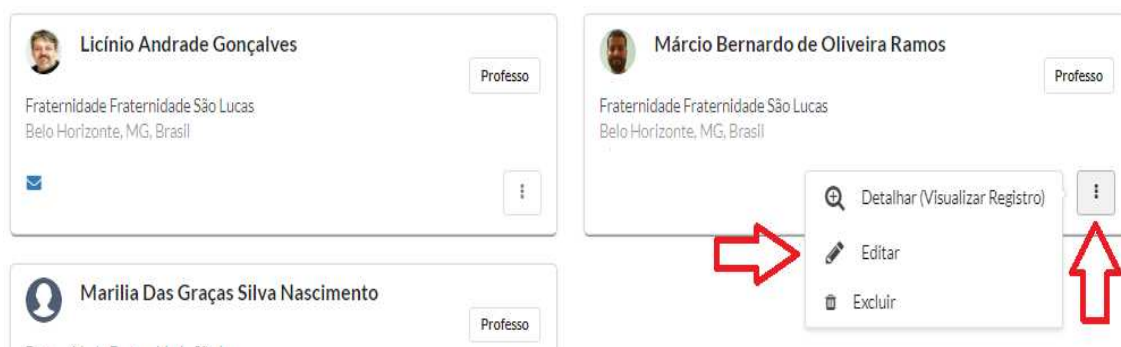 Licínio Andrade Gonçalves
Professo
Fraternidade Fraternidade São Lucas
Belo Horizonte, MG, Brasil
Márcio Bernardo de Oliveira Ramos
Professo
Fraternidade Fraternidade São Lucas
Belo Horizonte, MG, Brasil
Detalhar (Visualizar Registro)
Editar
Excluir
Marilia Das Graças Silva Nascimento
Professo